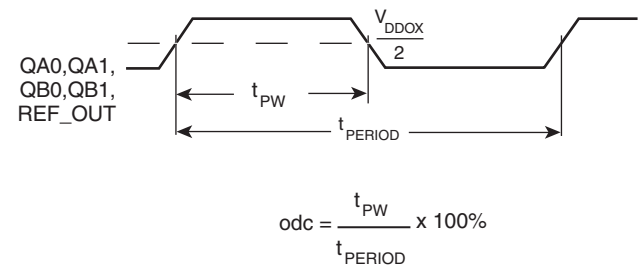 V_DDOX
2
QA0,QA1,
QB0,QB1,
REF_OUT
t_PW
t_PERIOD
odc = t_PW / t_PERIOD x 100%